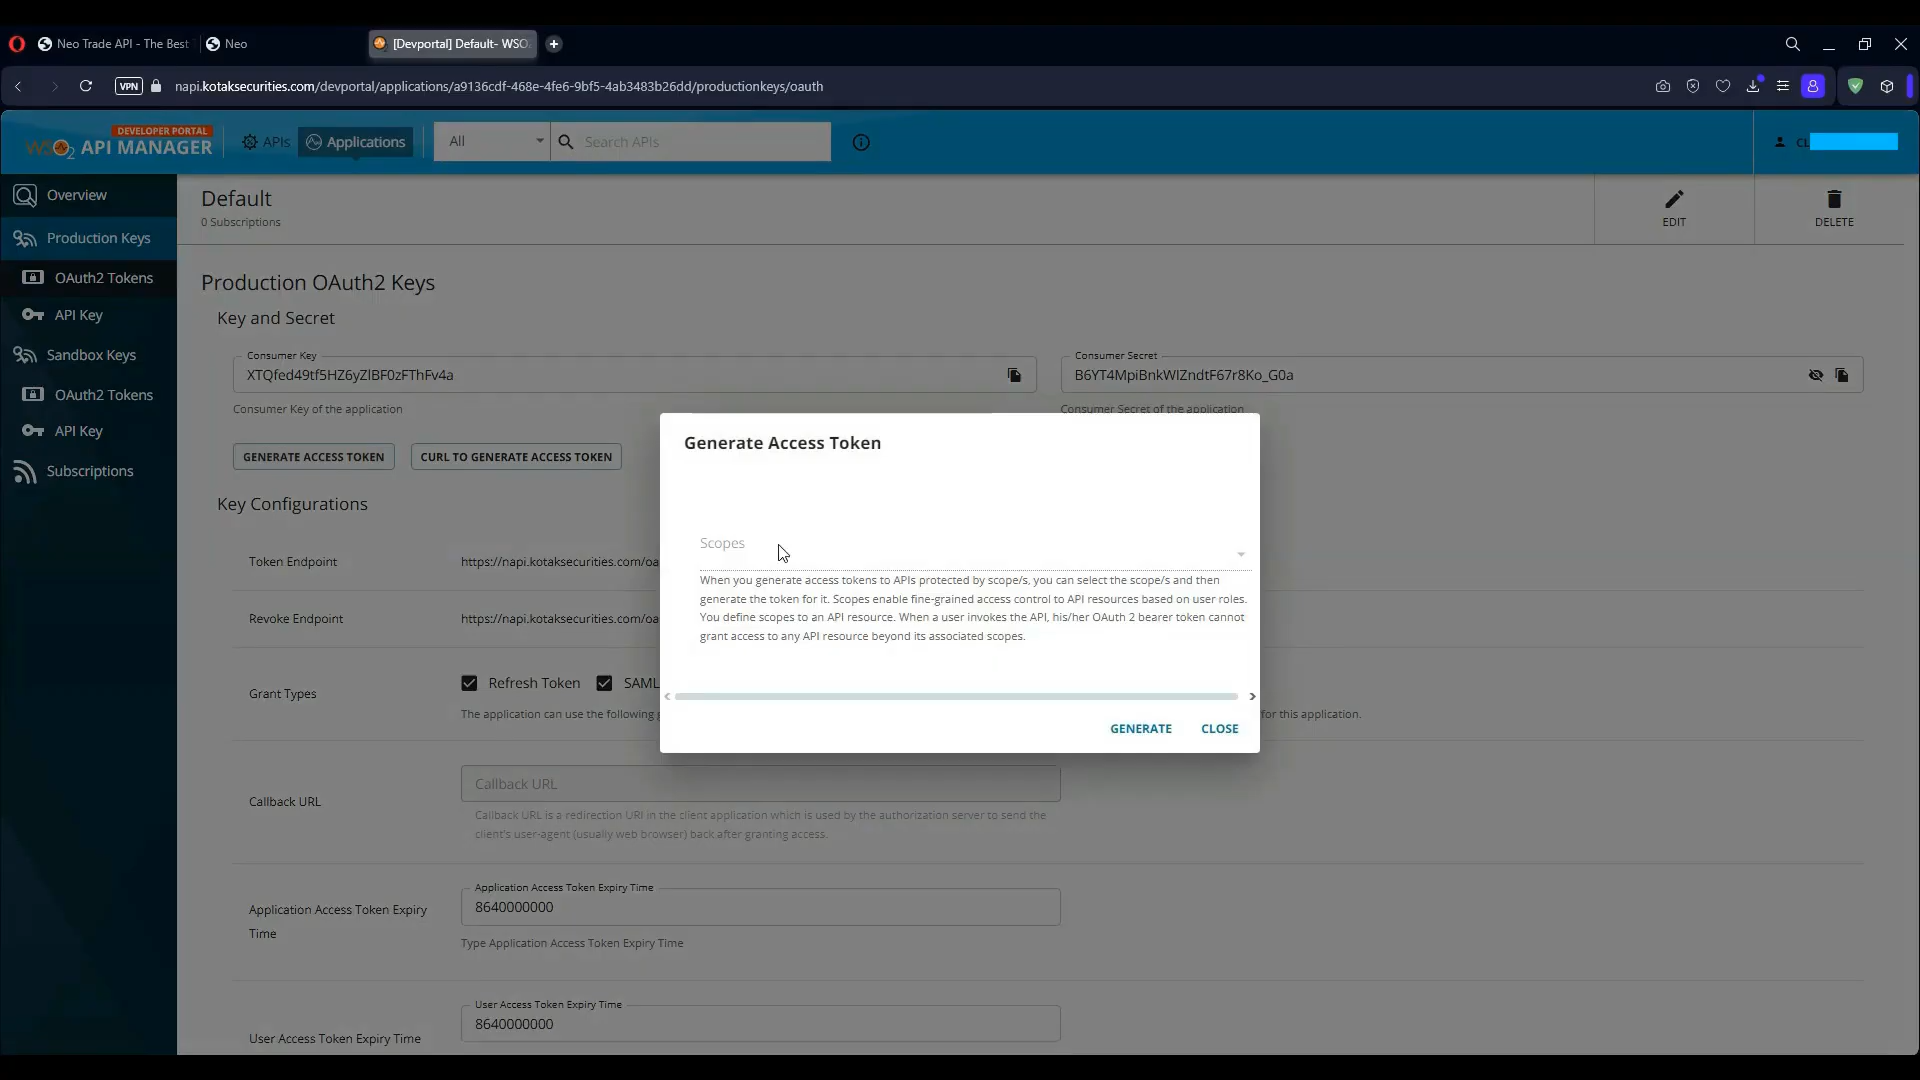 Neo Trade API - The Best
Neo
[Devportal] Default- WSO
VPN
napi.kotaksecurities.com/devportal/applications/a9136cdf-468e-4fe6-9bf5-4ab3483b26dd/productionkeys/oauth
DEVELOPER PORTAL
WSO2 API MANAGER
APIs
Applications
All
Search APIs
CL
Overview
Production Keys
OAuth2 Tokens
API Key
Sandbox Keys
OAuth2 Tokens
API Key
Subscriptions
Default
0 Subscriptions
EDIT
DELETE
Production OAuth2 Keys
Key and Secret
Consumer Key
XTQfed49tf5HZ6yZlBF0zFThFv4a
Consumer Key of the application
Consumer Secret
B6YT4MpiBnkWIZndtF67r8Ko_G0a
Consumer Secret of the application
GENERATE ACCESS TOKEN
CURL TO GENERATE ACCESS TOKEN
Key Configurations
Token Endpoint
https://napi.kotaksecurities.com/oa
Revoke Endpoint
https://napi.kotaksecurities.com/oa
Grant Types
Refresh Token
SAML
The application can use the following g
for this application.
Callback URL
Callback URL
Callback URL is a redirection URI in the client application which is used by the authorization server to send the
client's user-agent (usually web browser) back after granting access.
Application Access Token Expiry
Time
Application Access Token Expiry Time
8640000000
Type Application Access Token Expiry Time
User Access Token Expiry Time
User Access Token Expiry Time
8640000000
Generate Access Token
Scopes
When you generate access tokens to APIs protected by scope/s, you can select the scope/s and then
generate the token for it. Scopes enable fine-grained access control to API resources based on user roles.
You define scopes to an API resource. When a user invokes the API, his/her OAuth 2 bearer token cannot
grant access to any API resource beyond its associated scopes.
GENERATE
CLOSE